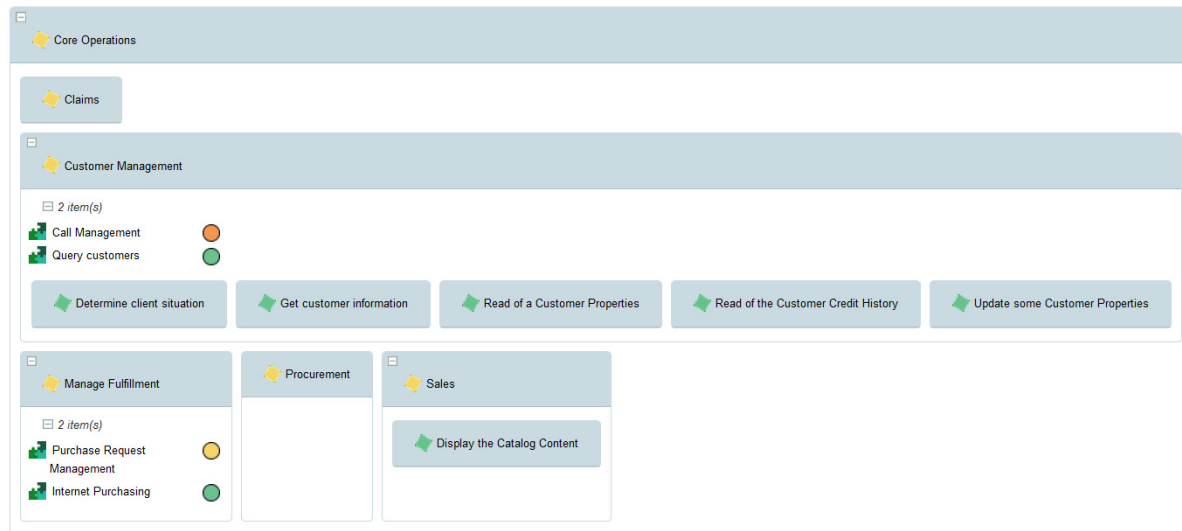 Core Operations
Claims
Customer Management
2 item(s)
Call Management
Query customers
Determine client situation
Get customer information
Read of a Customer Properties
Read of the Customer Credit History
Update some Customer Properties
Manage Fulfillment
2 item(s)
Purchase Request
Management
Internet Purchasing
Procurement
Sales
Display the Catalog Content